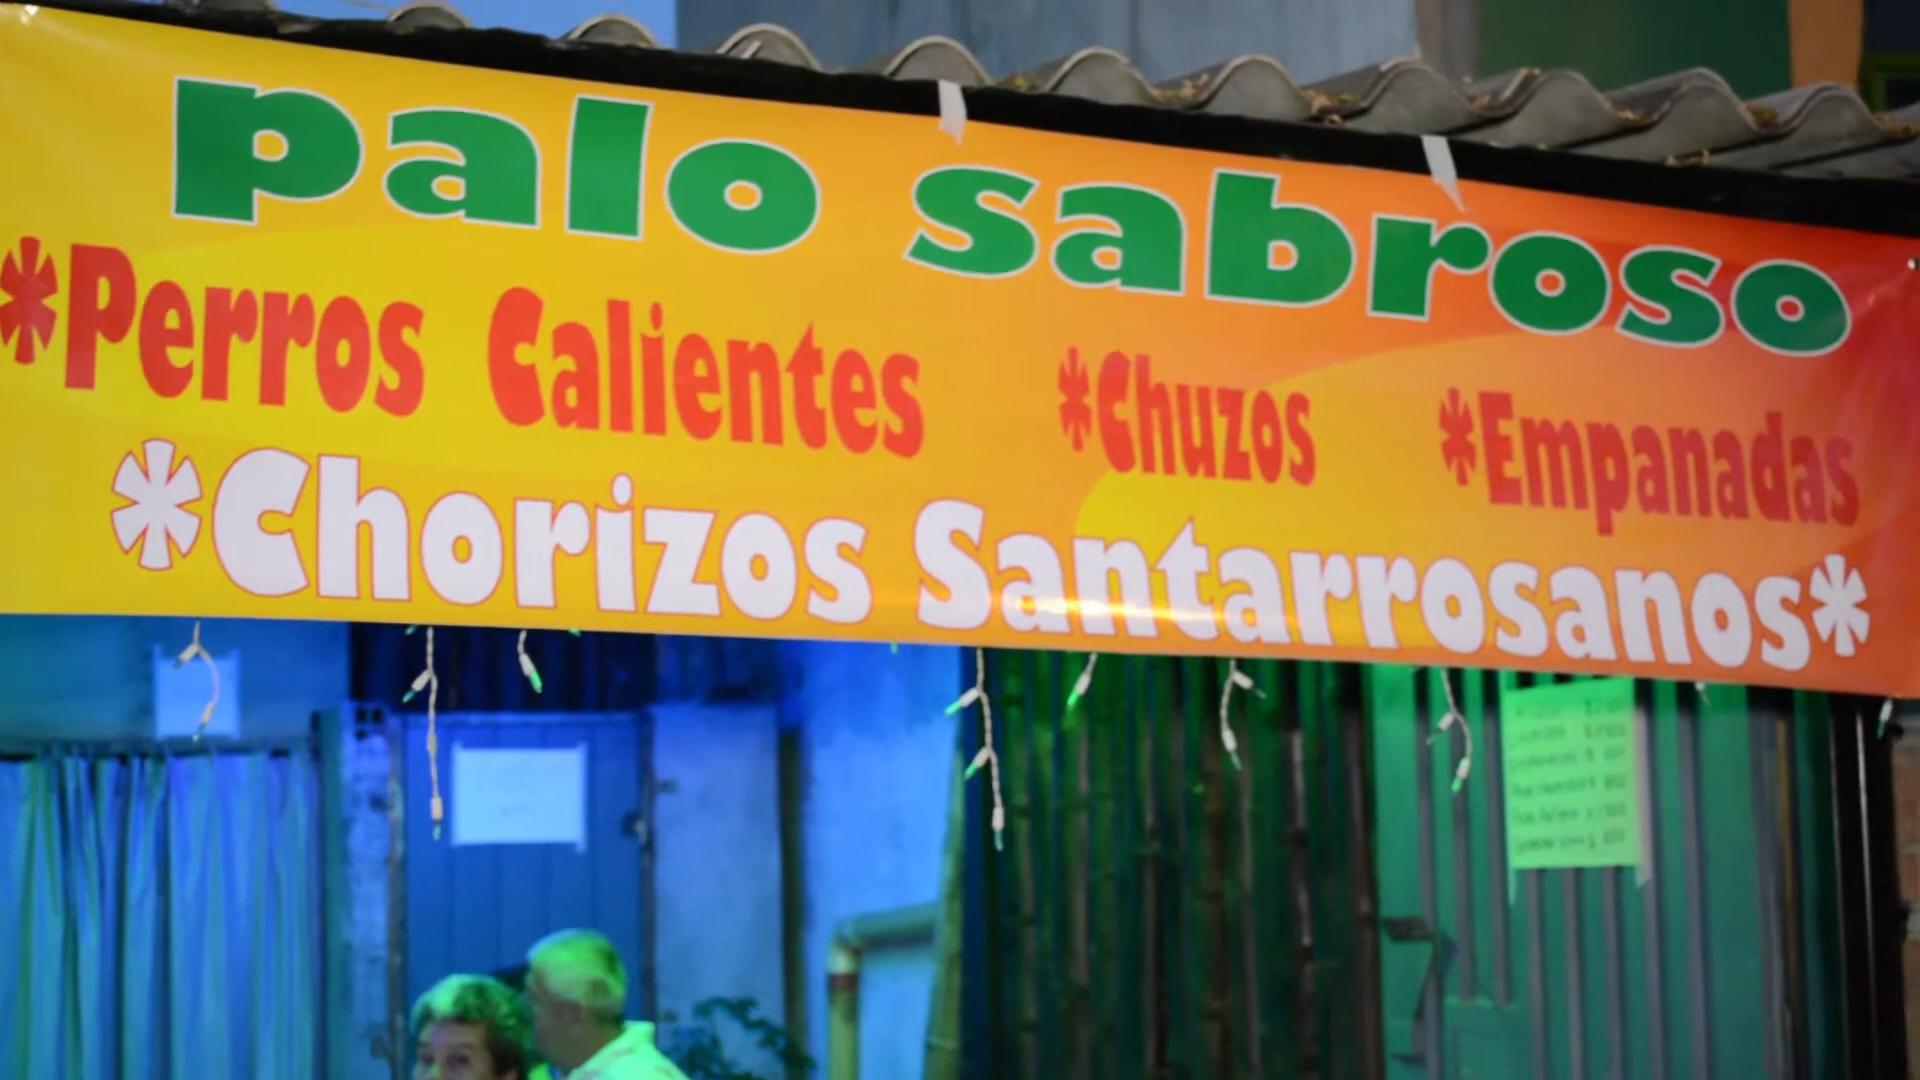 palo sabroso
*Perros Calientes *Chuzos *Empanadas
*Chorizos Santarrosanos*